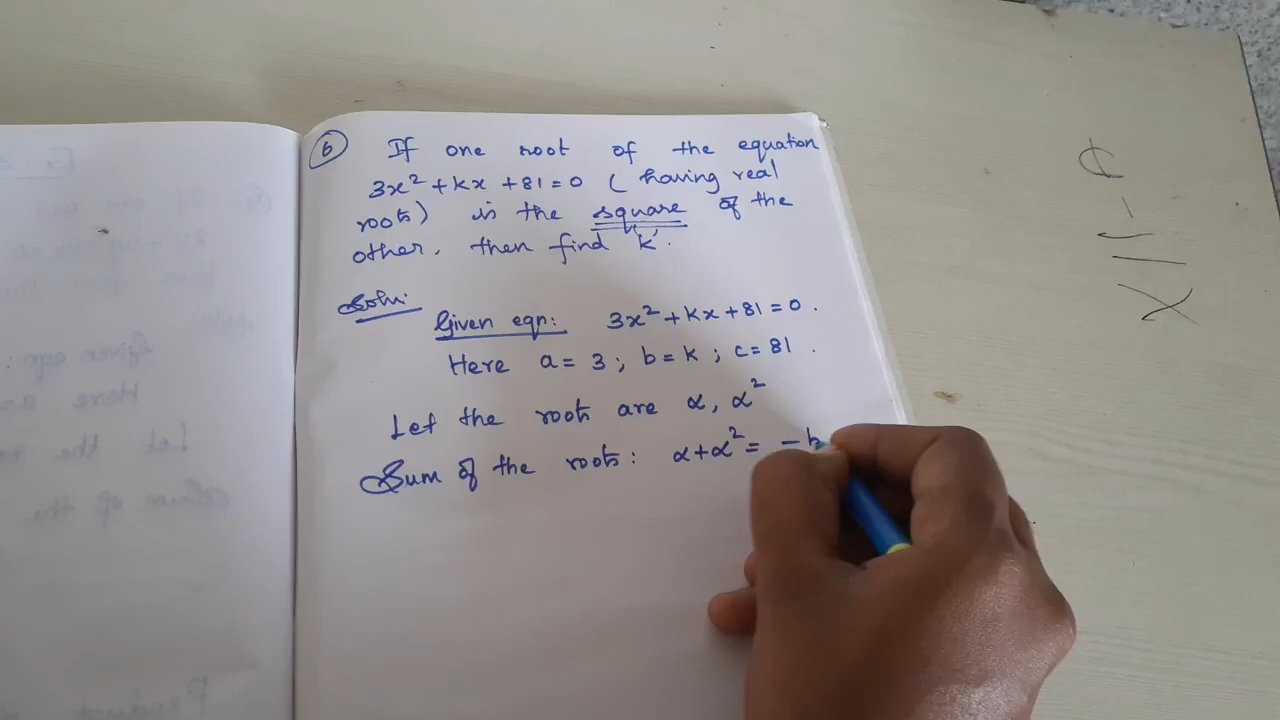 6 If one root of the equation
3x² + kx + 81 = 0 (having real
roots) is the square of the
other, then find 'k'.
Soln:
Given eqn: 3x² + kx + 81 = 0.
Here a = 3; b = k; c = 81.
Let the roots are α, α²
Sum of the roots: α + α² = -b